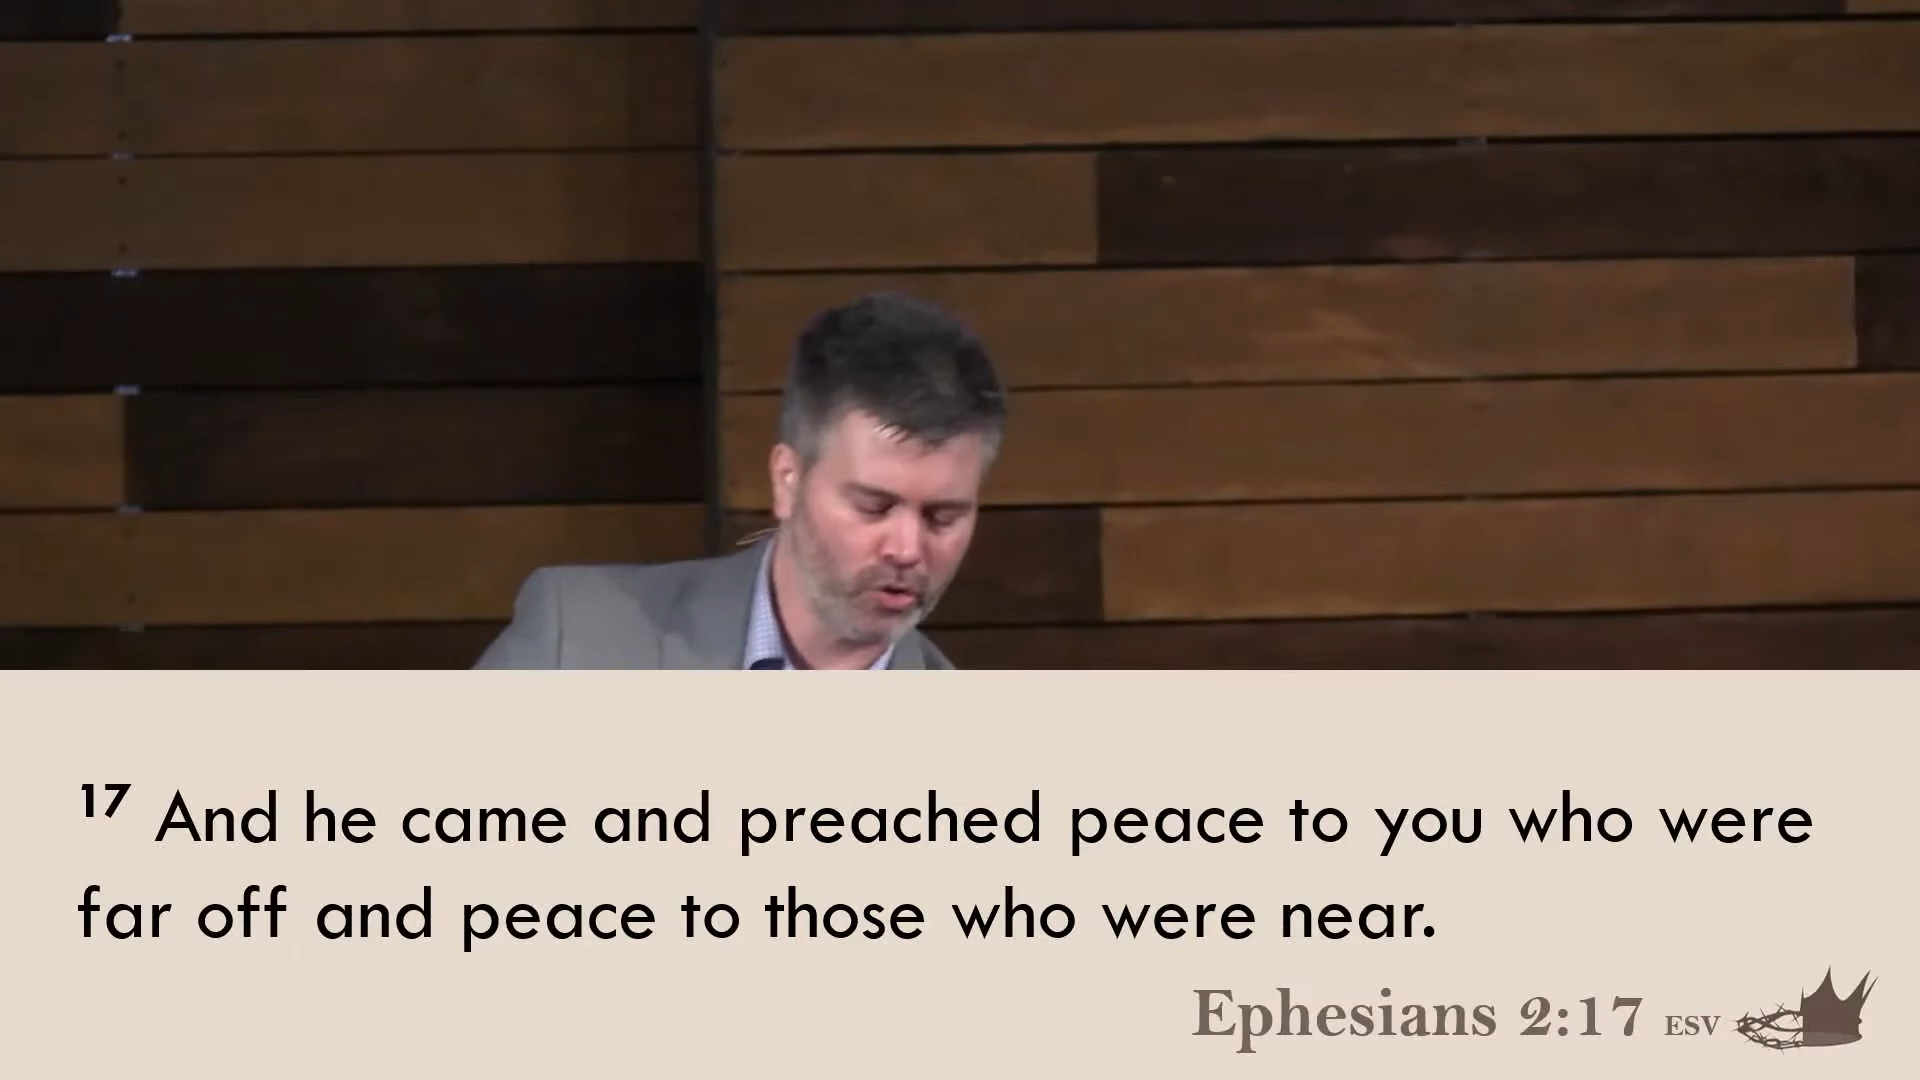 17 And he came and preached peace to you who were
far off and peace to those who were near.
Ephesians 2:17 ESV